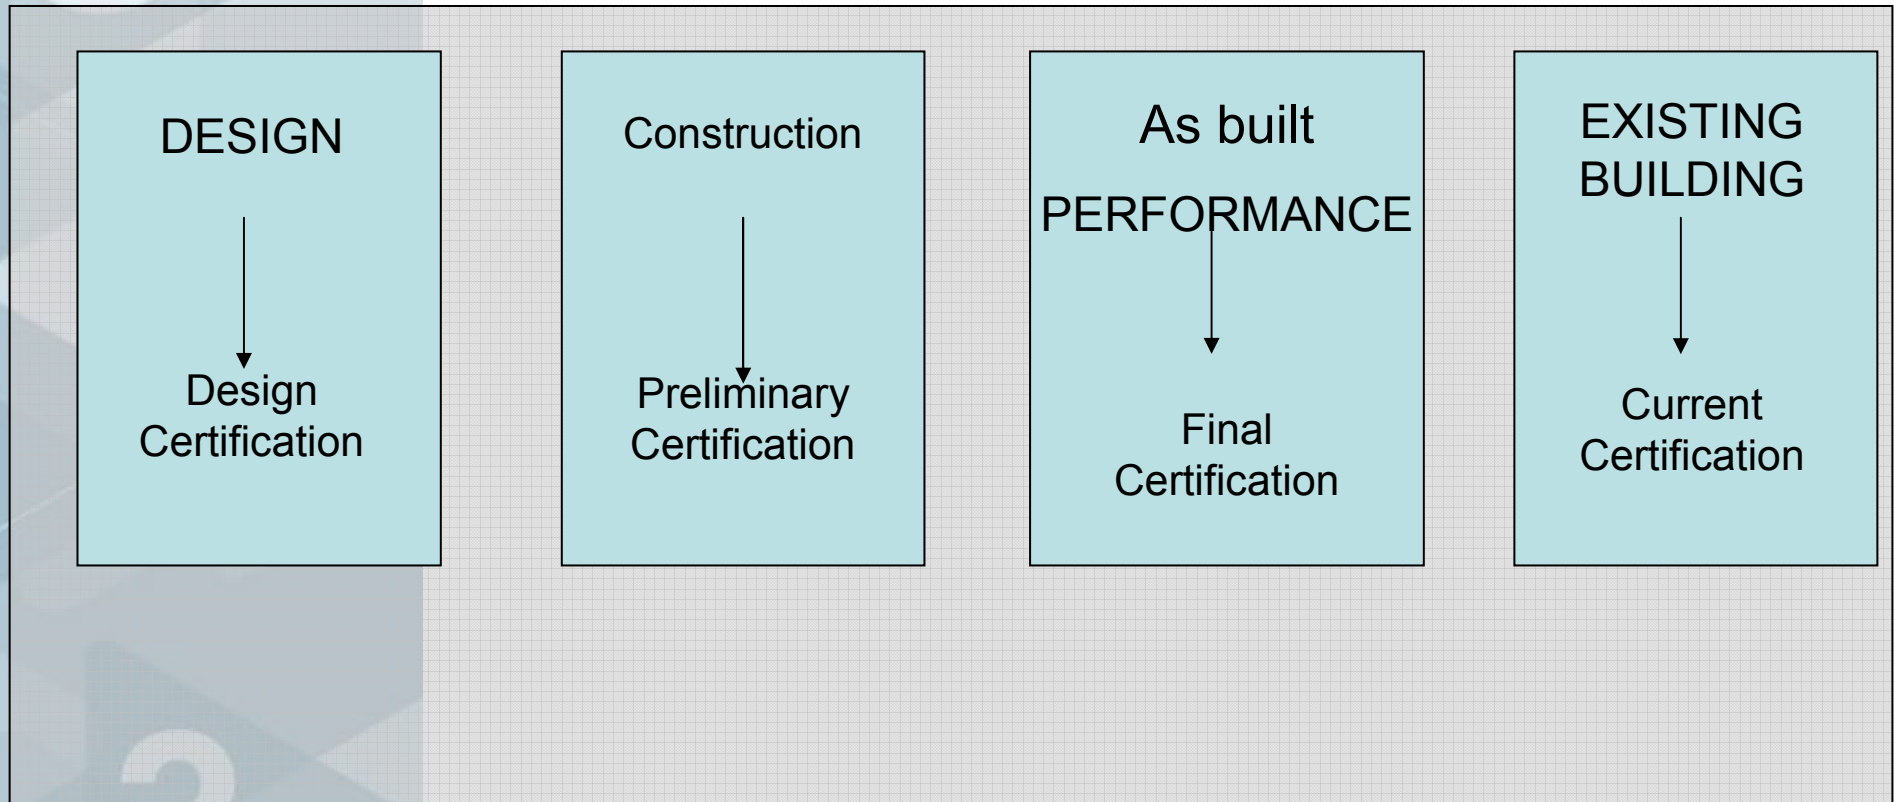 DESIGN
Design
Certification
Construction
Preliminary
Certification
As built
PERFORMANCE
Final
Certification
EXISTING
BUILDING
Current
Certification